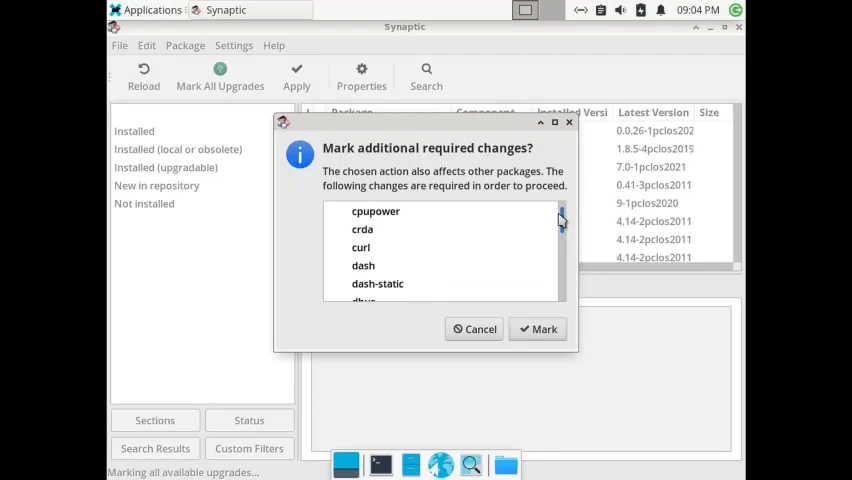 Applications
Synaptic
09:04 PM
Synaptic
File Edit Package Settings Help
Reload Mark All Upgrades Apply Properties Search
Package Component Installed Versi Latest Version Size
Installed
Installed (local or obsolete)
Installed (upgradable)
New in repository
Not installed
0.0.26-1pclos202
1.8.5-4pclos2019
7.0-1pclos2021
0.41-3pclos2011
9-1pclos2020
4.14-2pclos2011
4.14-2pclos2011
4.14-2pclos2011
Mark additional required changes?
The chosen action also affects other packages. The
following changes are required in order to proceed.
cpupower
crda
curl
dash
dash-static
dbus
Cancel Mark
Sections Status
Search Results Custom Filters
Marking all available upgrades...